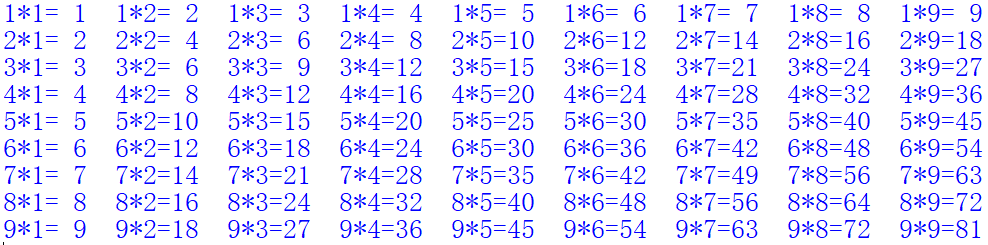 1*1= 1  1*2= 2  1*3= 3  1*4= 4  1*5= 5  1*6= 6  1*7= 7  1*8= 8  1*9= 9
2*1= 2  2*2= 4  2*3= 6  2*4= 8  2*5=10  2*6=12  2*7=14  2*8=16  2*9=18
3*1= 3  3*2= 6  3*3= 9  3*4=12  3*5=15  3*6=18  3*7=21  3*8=24  3*9=27
4*1= 4  4*2= 8  4*3=12  4*4=16  4*5=20  4*6=24  4*7=28  4*8=32  4*9=36
5*1= 5  5*2=10  5*3=15  5*4=20  5*5=25  5*6=30  5*7=35  5*8=40  5*9=45
6*1= 6  6*2=12  6*3=18  6*4=24  6*5=30  6*6=36  6*7=42  6*8=48  6*9=54
7*1= 7  7*2=14  7*3=21  7*4=28  7*5=35  7*6=42  7*7=49  7*8=56  7*9=63
8*1= 8  8*2=16  8*3=24  8*4=32  8*5=40  8*6=48  8*7=56  8*8=64  8*9=72
9*1= 9  9*2=18  9*3=27  9*4=36  9*5=45  9*6=54  9*7=63  9*8=72  9*9=81